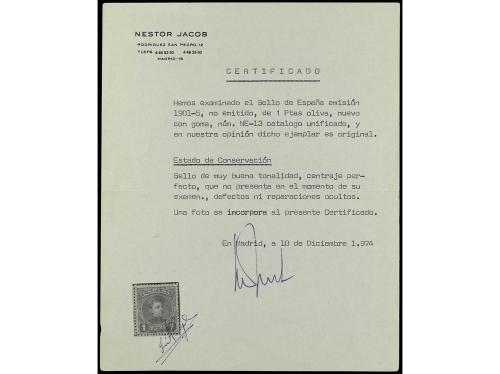 NESTOR JACOB
RODRIGUEZ SAN PEDRO, 12
TLEFS.
MADRID-15
CERTIFICADO
Hemos examinado el Sello de España emisión
1901-5, no émitido, de 1 Ptas oliva, nuevo
con goma, núm. NE-13 catalogo unificado, y
en nuestra opinión dicho ejemplar es original.
Estado de Conservación
Sello de muy buena tonalidad, centraje per-
fecto, que no presenta en el momento de su
examen., defectos ni reparaciones ocultos.
Una foto se incorpora al presente Certificado.
En Madrid, a 10 de Diciembre 1.974
1